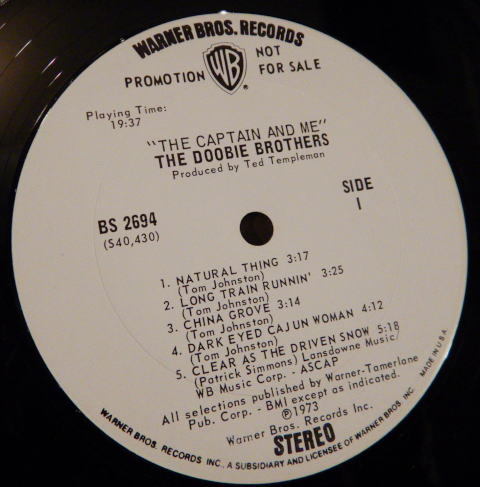 WARNER BROS. RECORDS
PROMOTION NOT FOR SALE
WB
®
Playing Time:
19:37
"THE CAPTAIN AND ME"
THE DOOBIE BROTHERS
Produced by Ted Templeman
BS 2694
(S40,430)
SIDE
1
1. NATURAL THING 3:17
(Tom Johnston)
2. LONG TRAIN RUNNIN' 3:25
(Tom Johnston)
3. CHINA GROVE 3:14
(Tom Johnston)
4. DARK EYED CAJUN WOMAN 4:12
(Tom Johnston)
5. CLEAR AS THE DRIVEN SNOW 5:18
(Patrick Simmons) Lansdowne Music/
WB Music Corp. - ASCAP
All selections published by Warner-Tamerlane
Pub. Corp. - BMI except as indicated.
℗1973
Warner Bros. Records Inc.
STEREO
WARNER BROS. RECORDS INC., A SUBSIDIARY AND LICENSEE OF WARNER BROS. INC. MADE IN U.S.A.